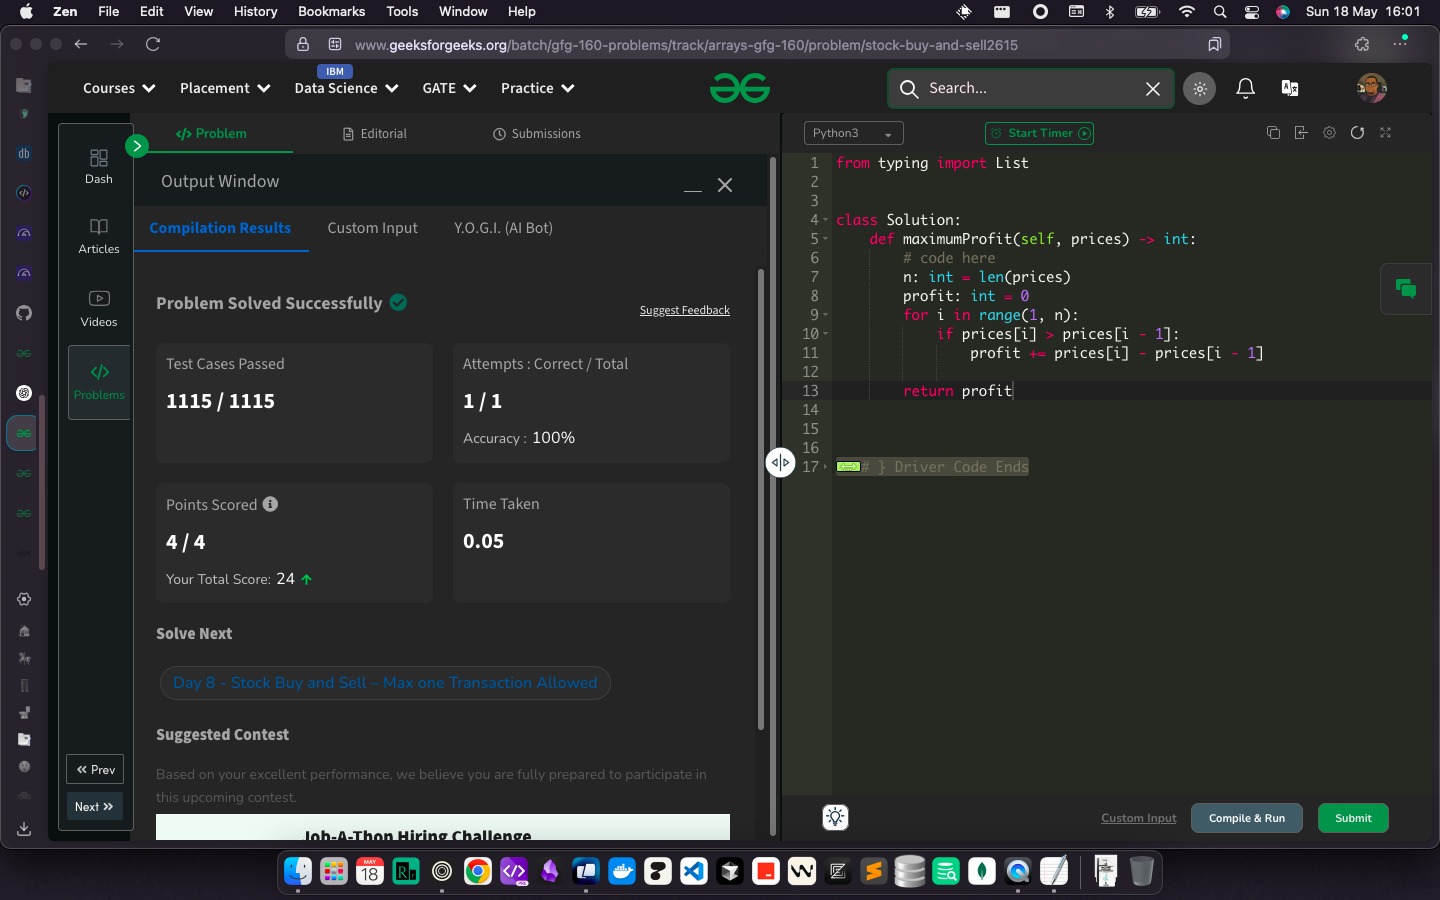 Zen File Edit View History Bookmarks Tools Window Help Sun 18 May 16:01
www.geeksforgeeks.org/batch/gfg-160-problems/track/arrays-gfg-160/problem/stock-buy-and-sell2615
IBM
Courses Placement Data Science GATE Practice Search...
Problem Editorial Submissions
Python3 Start Timer
Dash
Articles
Videos
Problems
<< Prev
Next >>
Output Window
Compilation Results Custom Input Y.O.G.I. (AI Bot)
Problem Solved Successfully
Suggest Feedback
Test Cases Passed
1115 / 1115
Attempts : Correct / Total
1 / 1
Accuracy : 100%
Points Scored
4 / 4
Your Total Score: 24
Time Taken
0.05
Solve Next
Day 8 - Stock Buy and Sell – Max one Transaction Allowed
Suggested Contest
Based on your excellent performance, we believe you are fully prepared to participate in
this upcoming contest.
Job-A-Thon Hiring Challenge
1 from typing import List
2
3
4 class Solution:
5 def maximumProfit(self, prices) -> int:
6 # code here
7 n: int = len(prices)
8 profit: int = 0
9 for i in range(1, n):
10 if prices[i] > prices[i - 1]:
11 profit += prices[i] - prices[i - 1]
12
13 return profit
14
15
16
17 # } Driver Code Ends
Custom Input Compile & Run Submit
db
MAY
18